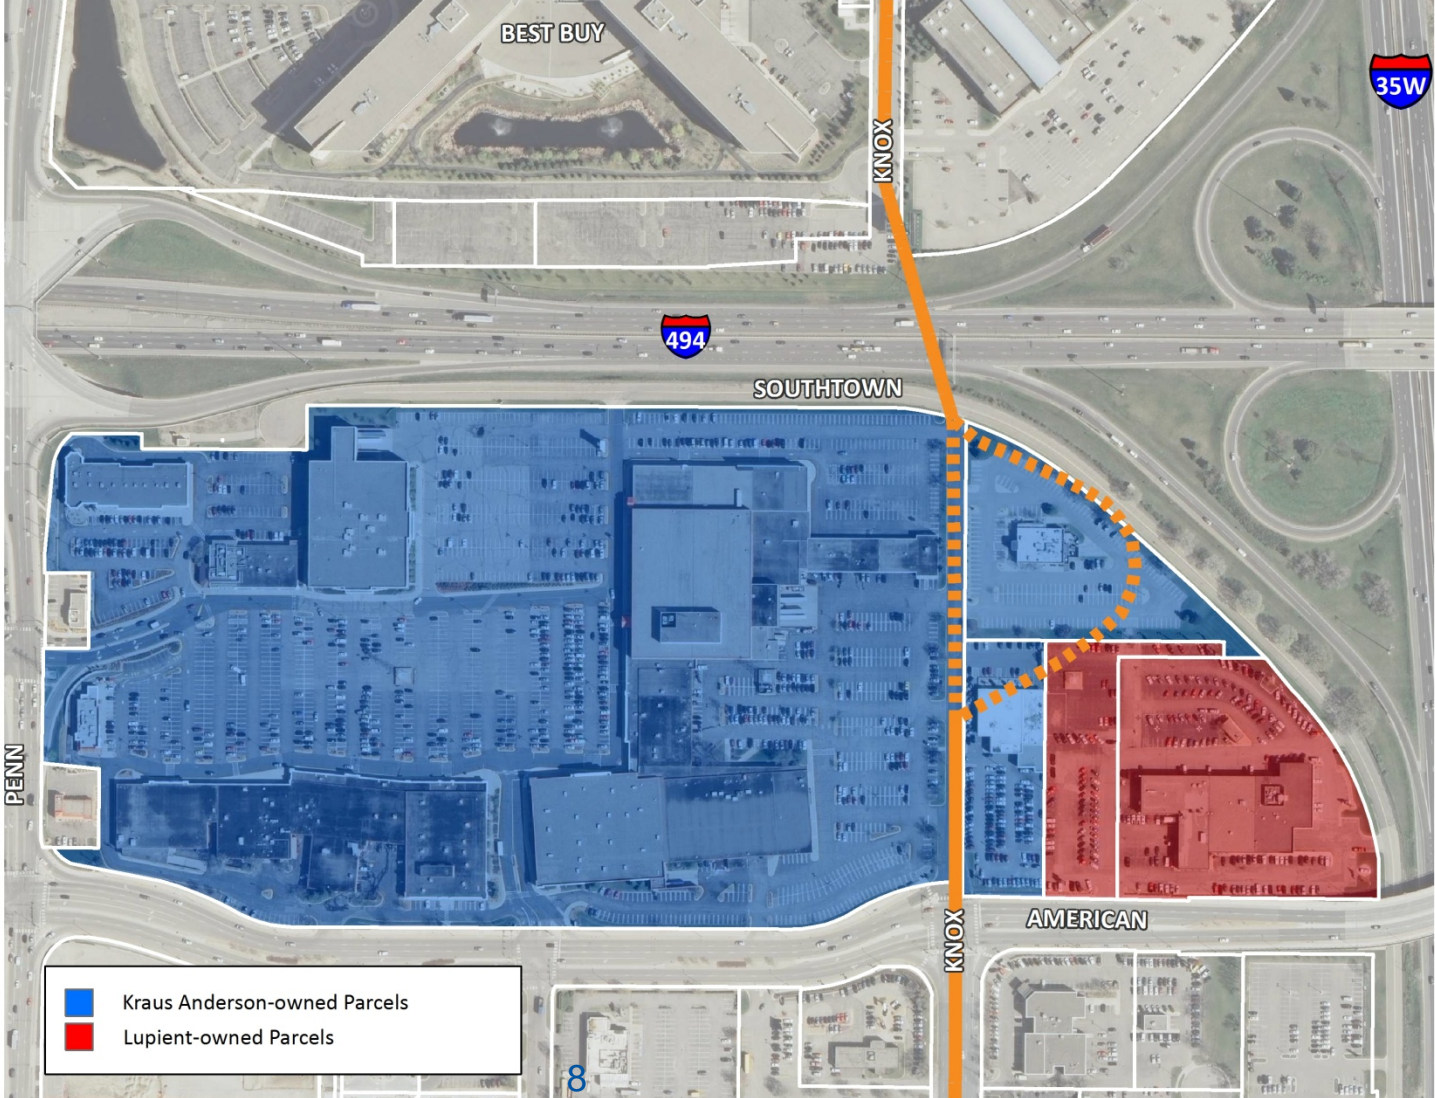 BEST BUY
35W
KNOX
494
SOUTHTOWN
PENN
KNOX
AMERICAN
Kraus Anderson-owned Parcels
Lupient-owned Parcels
8